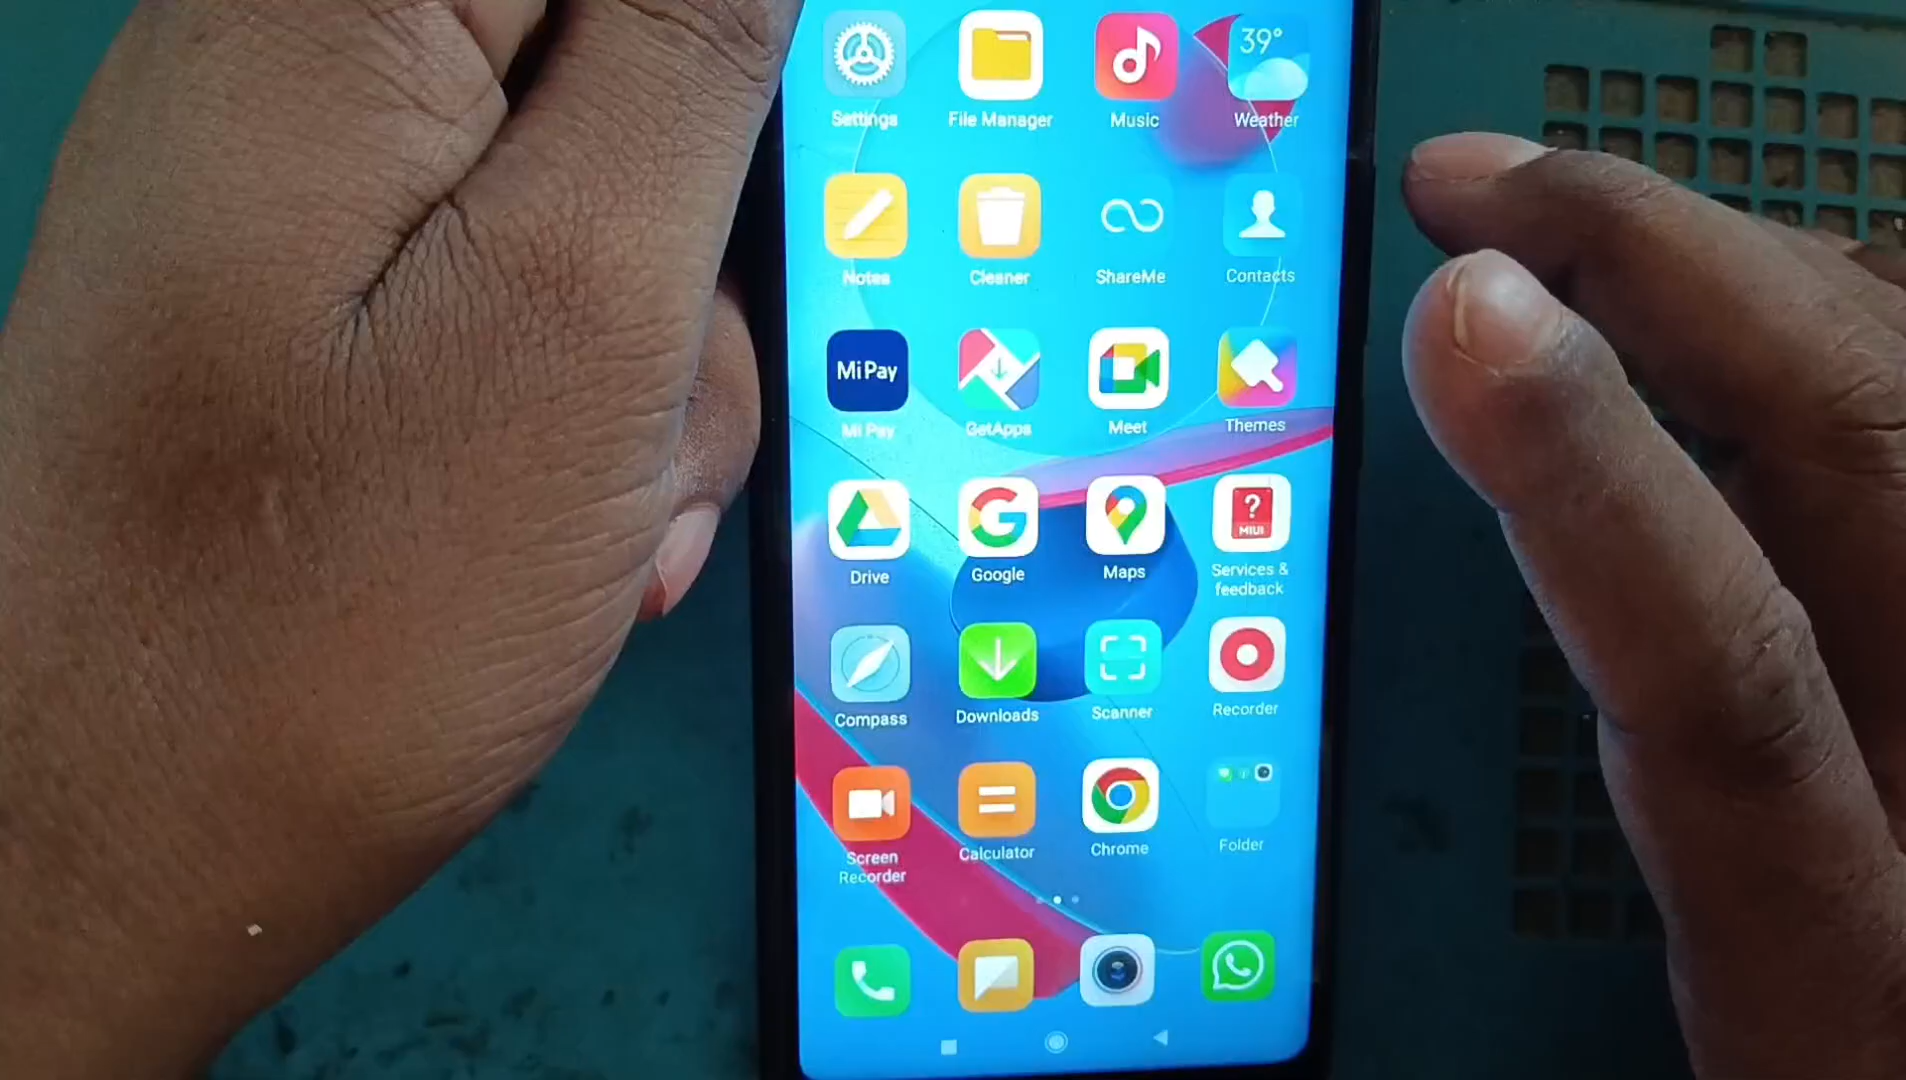 39°
Settings
File Manager
Music
Weather
Notes
Cleaner
ShareMe
Contacts
Mi Pay
Mi Pay
GetApps
Meet
Themes
G
?
MIUI
Drive
Google
Maps
Services &
feedback
Compass
Downloads
Scanner
Recorder
Screen
Recorder
Calculator
Chrome
Folder